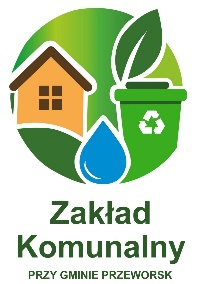 Zakład
Komunalny
PRZY GMINIE PRZEWORSK